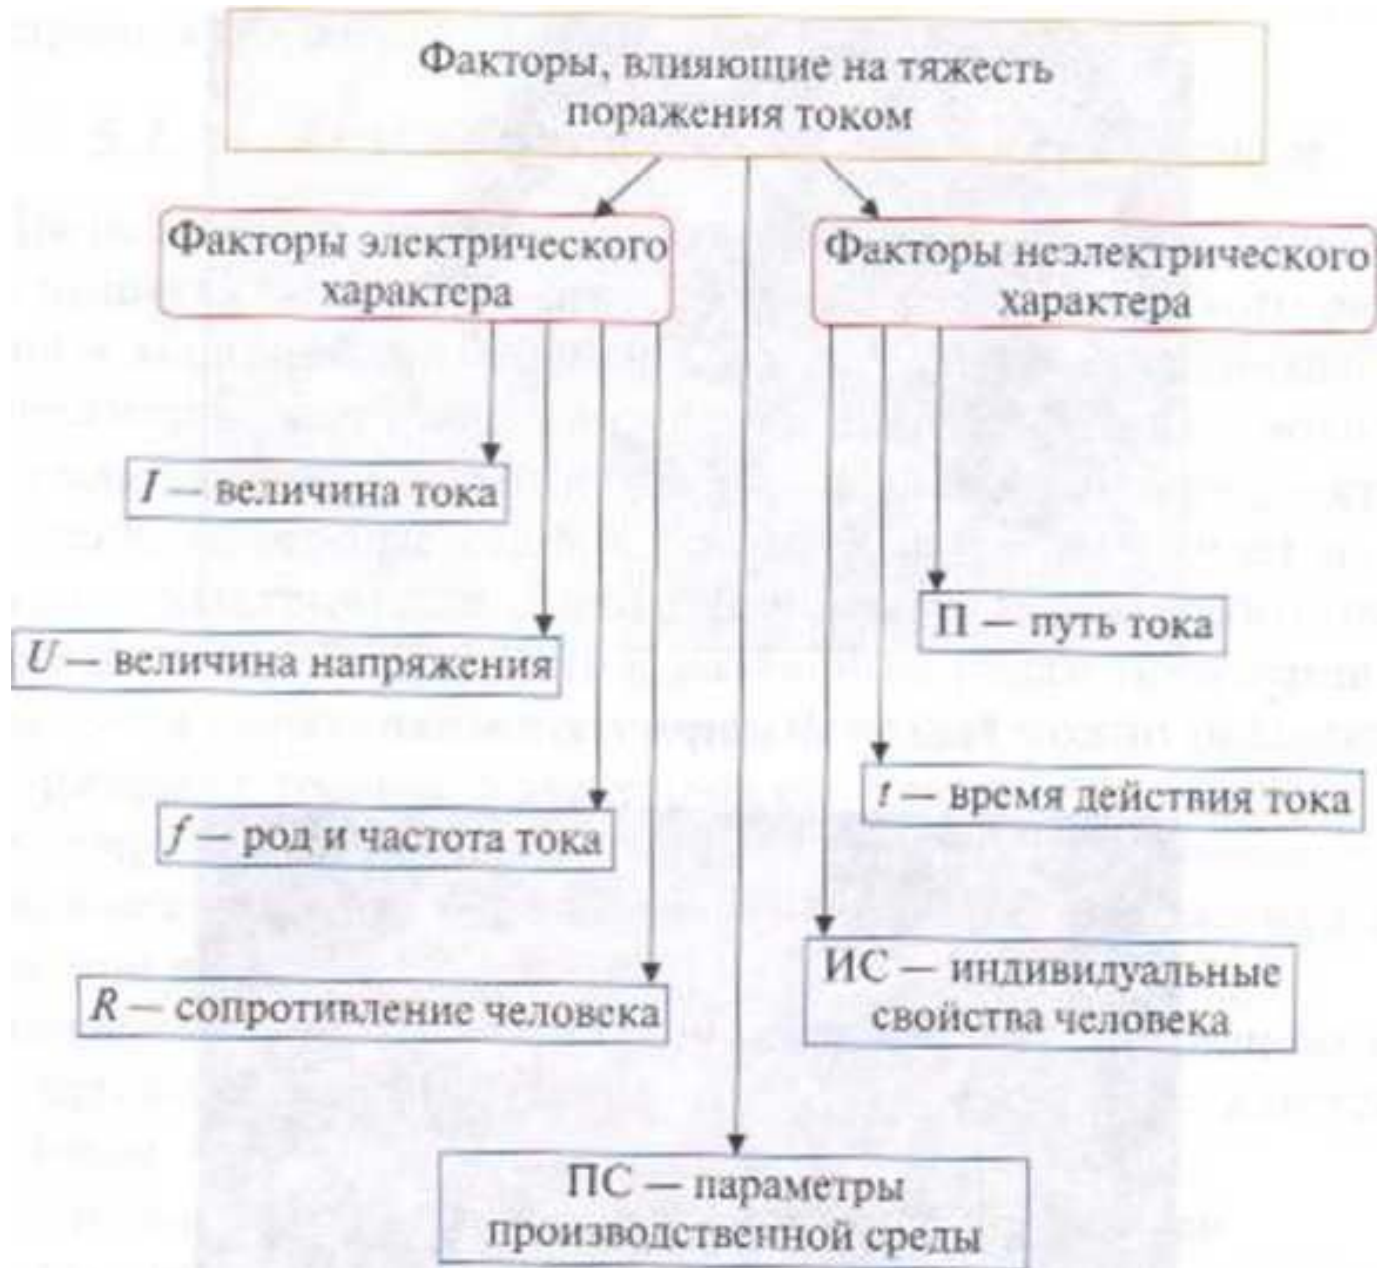 Факторы, влияющие на тяжесть
поражения током
Факторы электрического
характера
Факторы неэлектрического
характера
I — величина тока
U — величина напряжения
f — род и частота тока
R — сопротивление человека
П — путь тока
t — время действия тока
ИС — индивидуальные
свойства человека
ПС — параметры
производственной среды